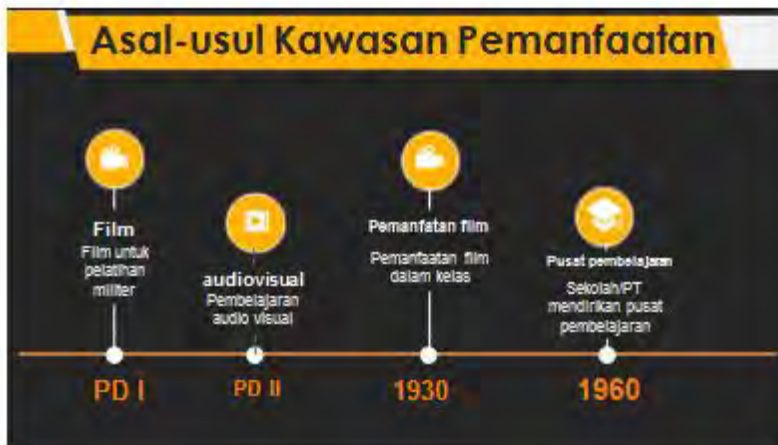 Asal-usul Kawasan Pemanfaatan
Film
Film untuk
pelatihan
militer
PD I
audiovisual
Pembelajaran
audio visual
PD II
Pemanfatan film
Pemanfaatan film
dalam kelas
1930
Pusat pembelajaran
Sekolah/PT
mendirikan pusat
pembelajaran
1960